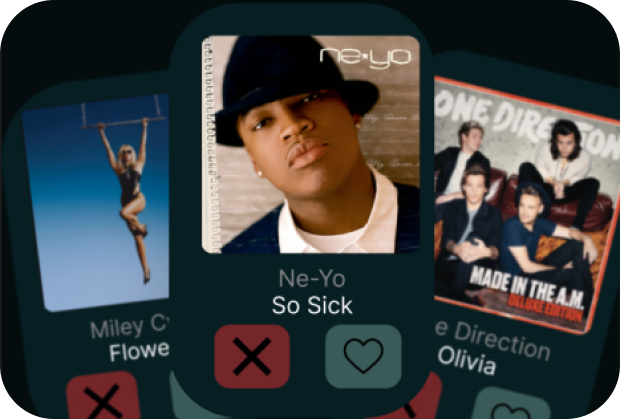 ne★yo
Ne-Yo
So Sick
Miley C
Flowe
ONE DIRECTION
MADE IN THE A.M.
DELUXE EDITION
e Direction
Olivia